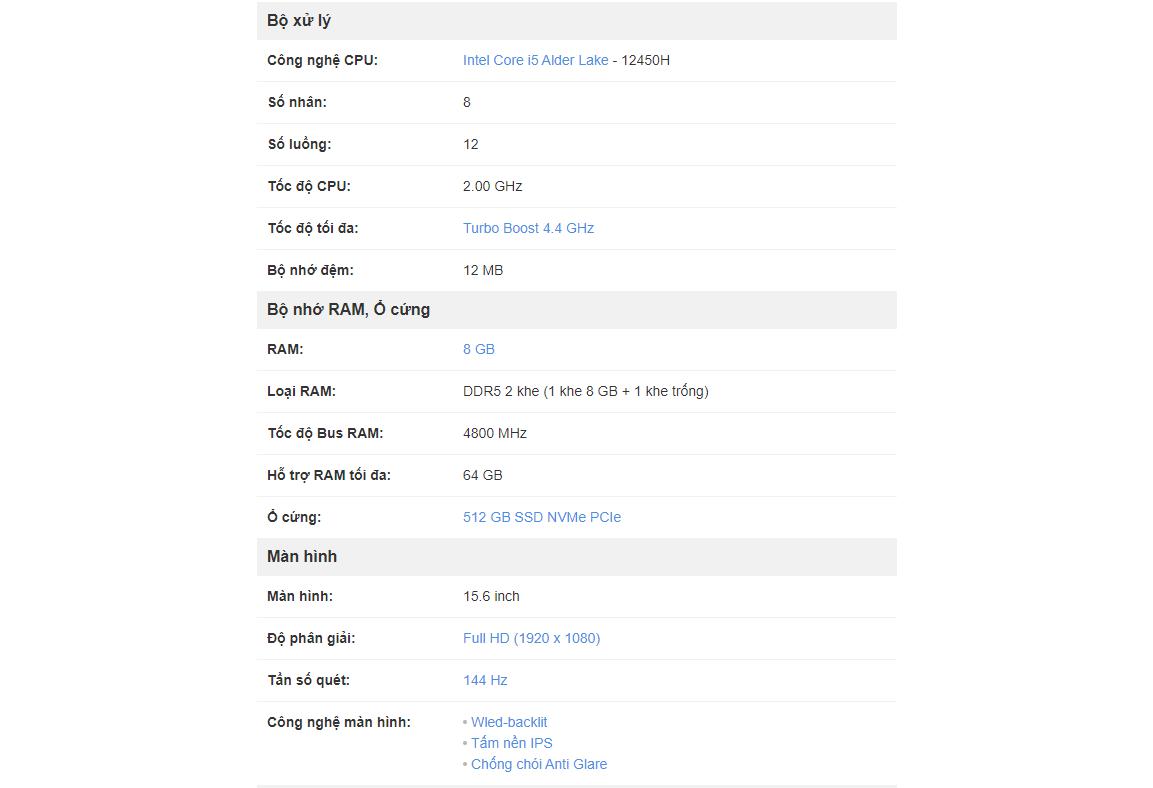 Bộ xử lý
Công nghệ CPU: Intel Core i5 Alder Lake - 12450H
Số nhân: 8
Số luồng: 12
Tốc độ CPU: 2.00 GHz
Tốc độ tối đa: Turbo Boost 4.4 GHz
Bộ nhớ đệm: 12 MB
Bộ nhớ RAM, Ổ cứng
RAM: 8 GB
Loại RAM: DDR5 2 khe (1 khe 8 GB + 1 khe trống)
Tốc độ Bus RAM: 4800 MHz
Hỗ trợ RAM tối đa: 64 GB
Ổ cứng: 512 GB SSD NVMe PCIe
Màn hình
Màn hình: 15.6 inch
Độ phân giải: Full HD (1920 x 1080)
Tần số quét: 144 Hz
Công nghệ màn hình: • Wled-backlit
• Tấm nền IPS
• Chống chói Anti Glare